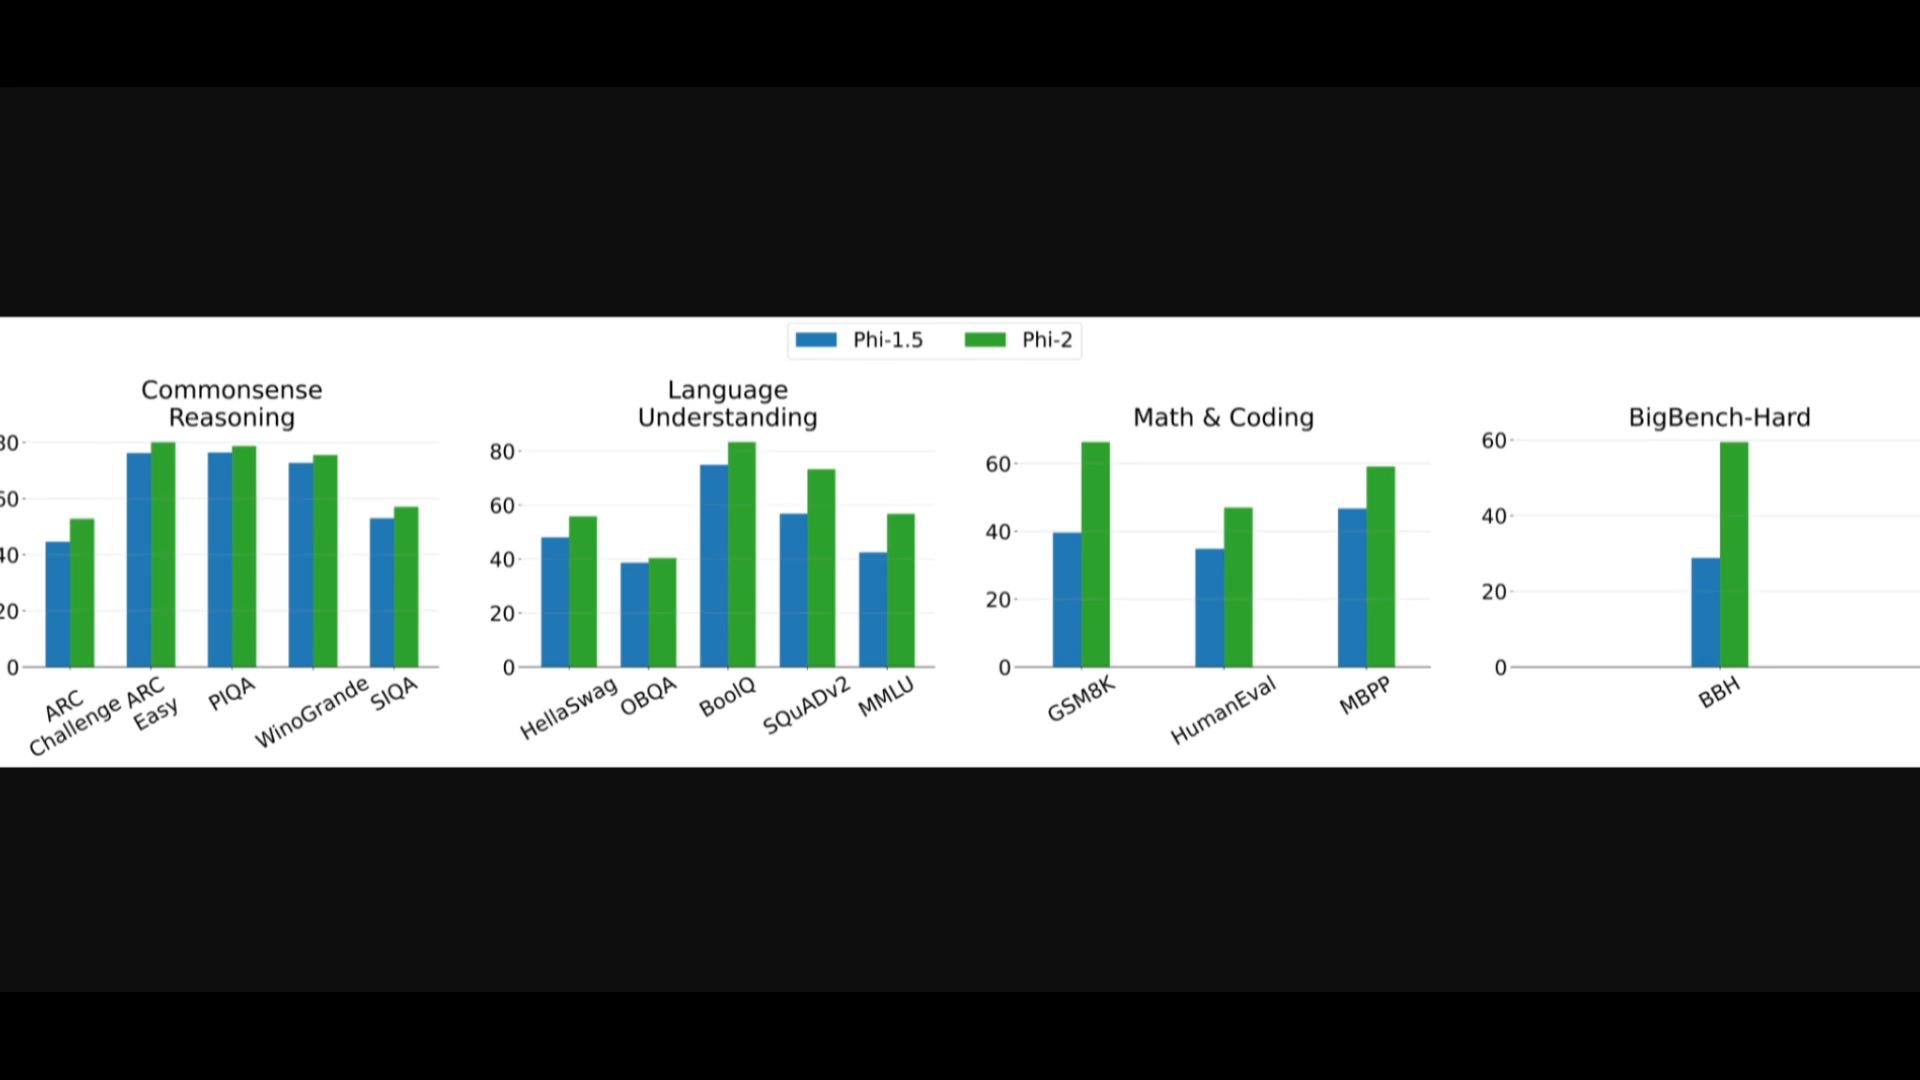 Phi-1.5 Phi-2
Commonsense
Reasoning
80
60
40
20
0
ARC
Challenge
ARC
Easy
PIQA
WinoGrande
SIQA
Language
Understanding
80
60
40
20
0
HellaSwag
OBQA
BoolQ
SQuADv2
MMLU
Math & Coding
60
40
20
0
GSM8K
HumanEval
MBPP
BigBench-Hard
60
40
20
0
BBH